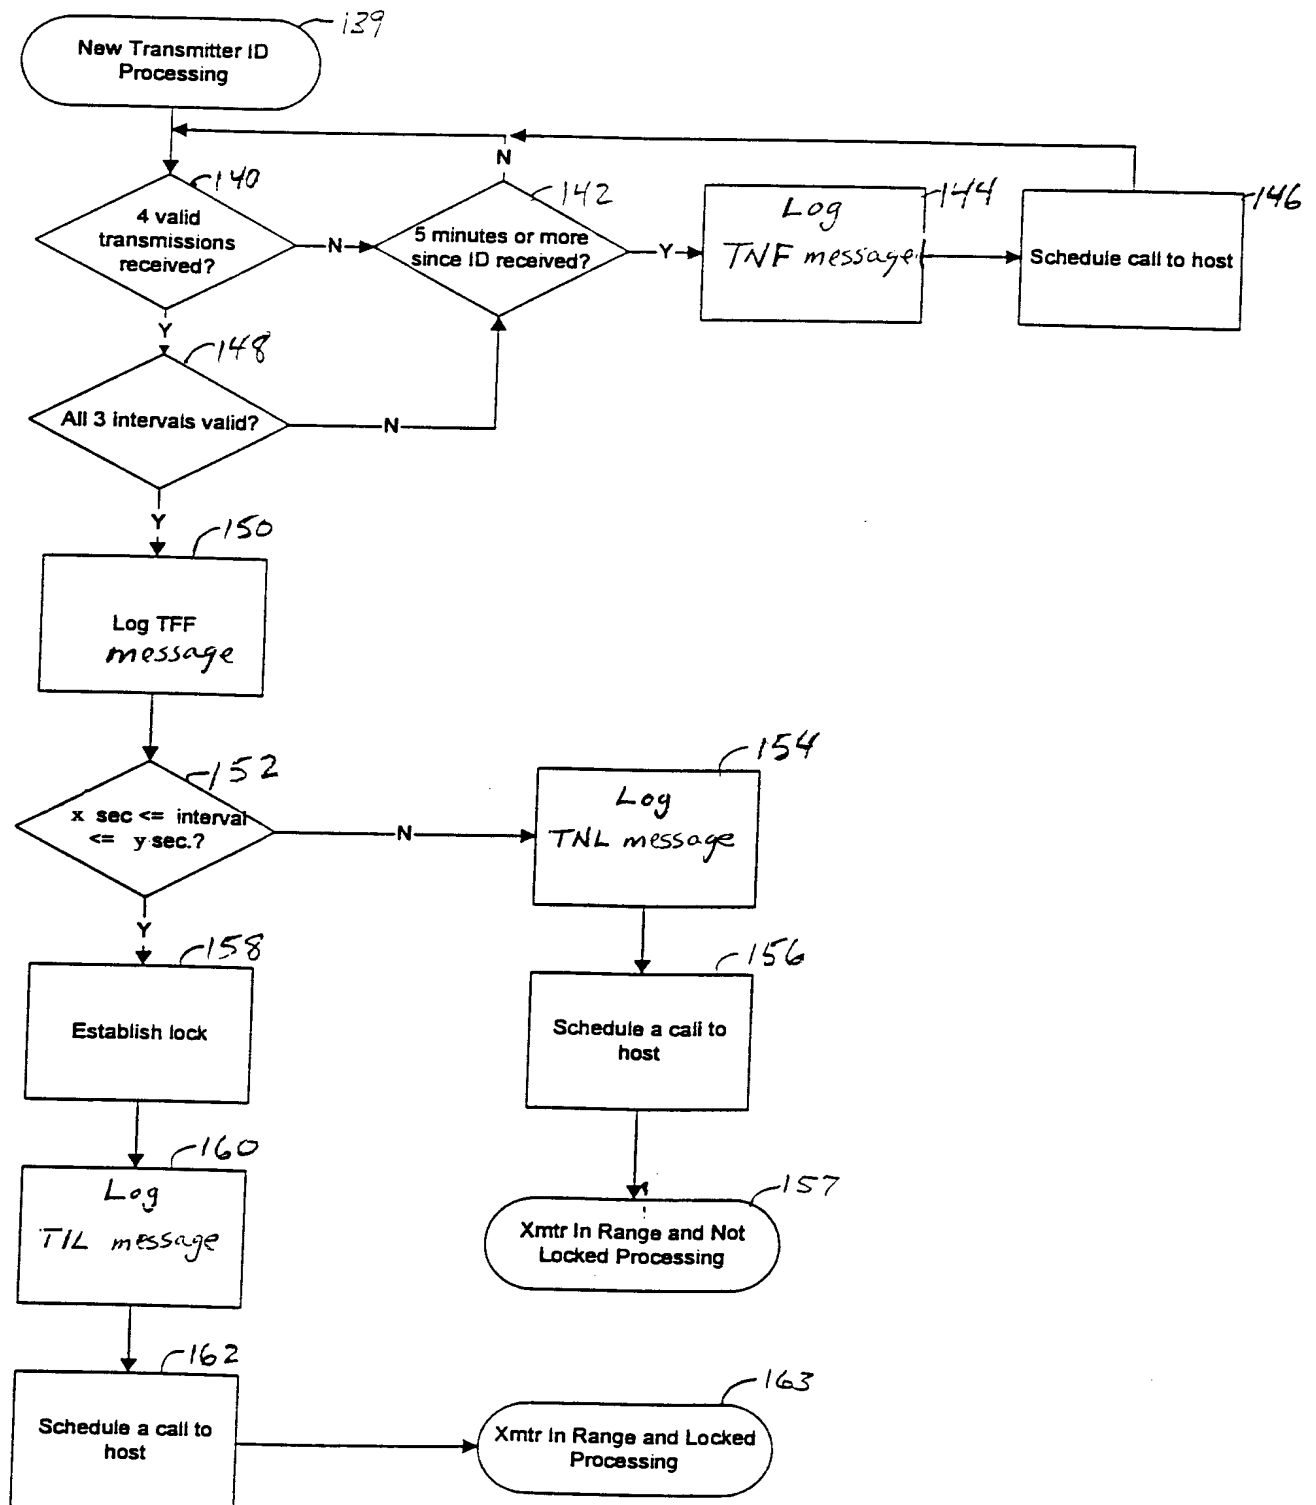 139
New Transmitter ID
Processing
N
140
142
144
146
4 valid
transmissions
received?
N
5 minutes or more
since ID received?
Y
Log
TNF message
Schedule call to host
Y
148
All 3 intervals valid?
N
Y
150
Log TFF
message
152
x sec <= interval
<= y sec.?
N
154
Log
TNL message
Y
158
156
Establish lock
Schedule a call to
host
160
Log
TIL message
157
Xmtr In Range and Not
Locked Processing
162
163
Schedule a call to
host
Xmtr In Range and Locked
Processing